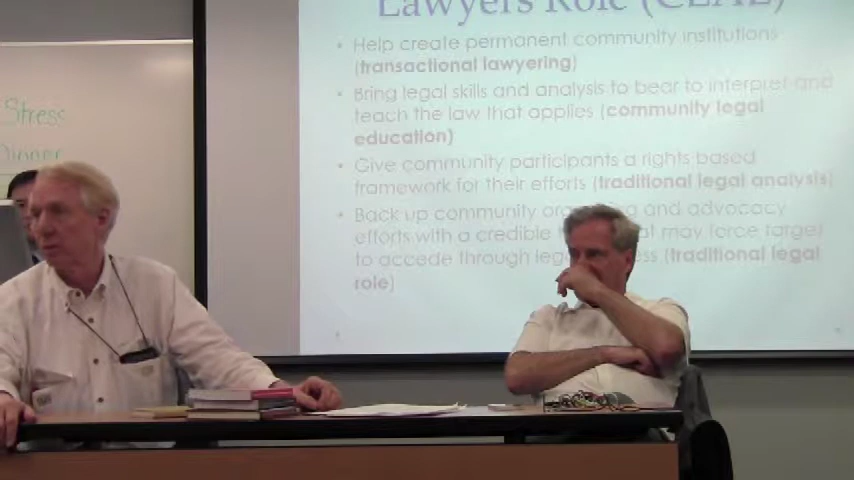 Lawyers Role (CLAL)
• Help create permanent community institutions
(transactional lawyering)
• Bring legal skills and analysis to bear to interpret and
teach the law that applies (community legal
education)
• Give community participants a rights based
framework for their efforts (traditional legal analysis)
• Back up community and advocacy
efforts with a credible that may force target
to accede through (traditional legal
role)
Stress
Dinner